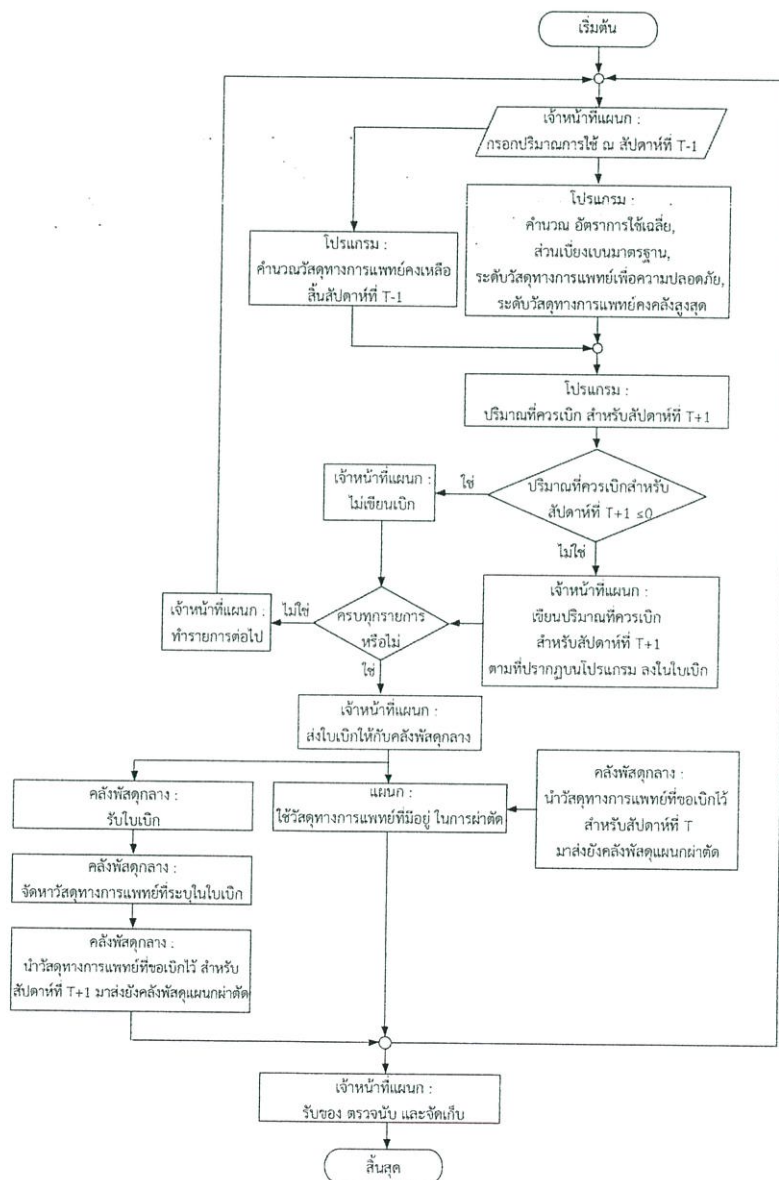 เริ่มต้น
เจ้าหน้าที่แผนก :
กรอกปริมาณการใช้ ณ สัปดาห์ที่ T-1
โปรแกรม :
คำนวณวัสดุทางการแพทย์คงเหลือ
สิ้นสัปดาห์ที่ T-1
โปรแกรม :
คำนวณ อัตราการใช้เฉลี่ย,
ส่วนเบี่ยงเบนมาตรฐาน,
ระดับวัสดุทางการแพทย์เพื่อความปลอดภัย,
ระดับวัสดุทางการแพทย์คงคลังสูงสุด
โปรแกรม :
ปริมาณที่ควรเบิก สำหรับสัปดาห์ที่ T+1
ปริมาณที่ควรเบิกสำหรับ
สัปดาห์ที่ T+1 ≤0
ใช่
เจ้าหน้าที่แผนก :
ไม่เขียนเบิก
ไม่ใช่
เจ้าหน้าที่แผนก :
เขียนปริมาณที่ควรเบิก
สำหรับสัปดาห์ที่ T+1
ตามที่ปรากฏบนโปรแกรม ลงในใบเบิก
ครบทุกรายการ
หรือไม่
ไม่ใช่
เจ้าหน้าที่แผนก :
ทำรายการต่อไป
ใช่
เจ้าหน้าที่แผนก :
ส่งใบเบิกให้กับคลังพัสดุกลาง
คลังพัสดุกลาง :
รับใบเบิก
แผนก :
ใช้วัสดุทางการแพทย์ที่มีอยู่ ในการผ่าตัด
คลังพัสดุกลาง :
นำวัสดุทางการแพทย์ที่ขอเบิกไว้
สำหรับสัปดาห์ที่ T
มาส่งยังคลังพัสดุแผนกผ่าตัด
คลังพัสดุกลาง :
จัดหาวัสดุทางการแพทย์ที่ระบุในใบเบิก
คลังพัสดุกลาง :
นำวัสดุทางการแพทย์ที่ขอเบิกไว้ สำหรับ
สัปดาห์ที่ T+1 มาส่งยังคลังพัสดุแผนกผ่าตัด
เจ้าหน้าที่แผนก :
รับของ ตรวจนับ และจัดเก็บ
สิ้นสุด